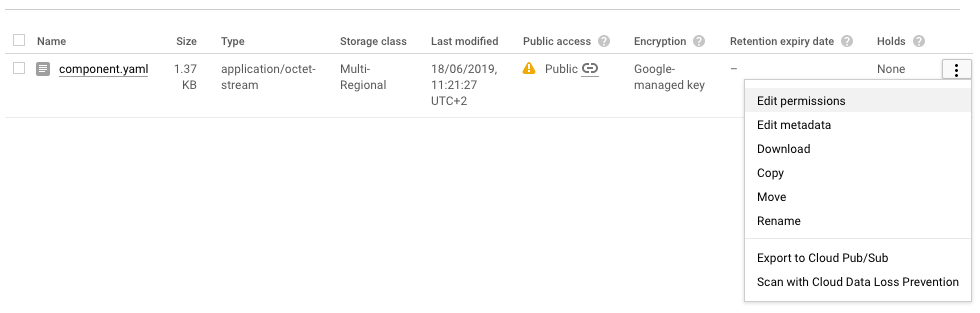 Name Size Type Storage class Last modified Public access Encryption Retention expiry date Holds
component.yaml 1.37 application/octet- Multi- 18/06/2019, Public Google- – None
KB stream Regional 11:21:27 managed key
UTC+2
Edit permissions
Edit metadata
Download
Copy
Move
Rename
Export to Cloud Pub/Sub
Scan with Cloud Data Loss Prevention